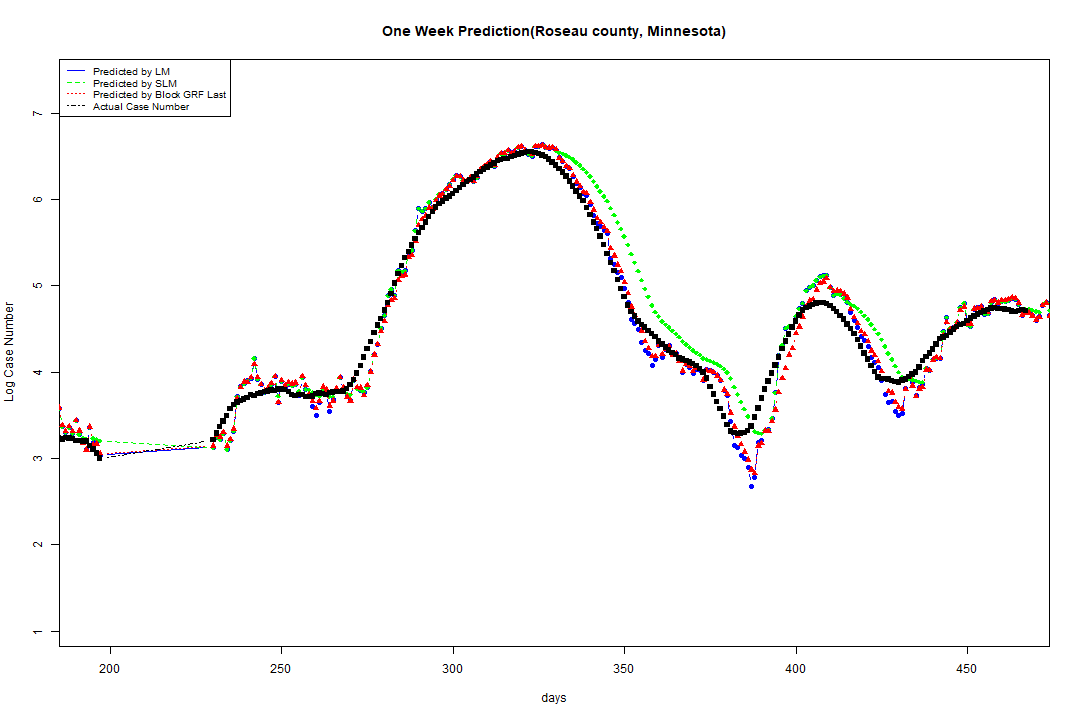 One Week Prediction(Roseau county, Minnesota)
Predicted by LM
Predicted by SLM
Predicted by Block GRF Last
Actual Case Number
Log Case Number
7
6
5
4
3
2
1
200 250 300 350 400 450
days